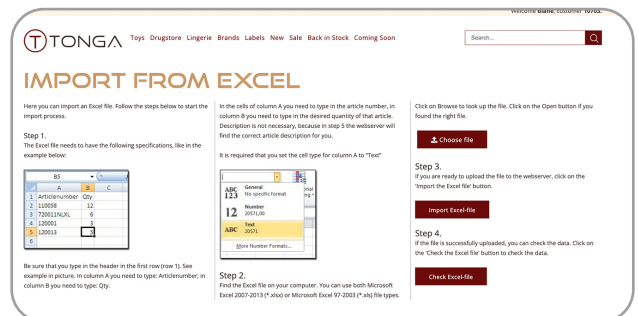 Welcome Blanc, customer 10703.
TONGA
Toys Drugstore Lingerie Brands Labels New Sale Back in Stock Coming Soon
Search...
IMPORT FROM EXCEL
Here you can import an Excel file. Follow the steps below to start the
import process.
Step 1.
The Excel file needs to have the following specifications, like in the
example below:
B5
A B C
1 Articlenumber Qty
2 110058 12
3 720011NLXL 6
4 120001 3
5 120013 5
6
Be sure that you type in the header in the first row (row 1). See
example in picture. In column A you need to type: Articlenumber; in
column B you need to type: Qty.
In the cells of column A you need to type in the article number, in
column B you need to type in the desired quantity of that article.
Description is not necessary, because in step 5 the webserver will
find the correct article description for you.
It is required that you set the cell type for column A to "Text"
ABC 123 General
No specific format
12 Number
20571,00
ABC Text
20571
More Number Formats...
Step 2.
Find the Excel file on your computer. You can use both Microsoft
Excel 2007-2013 (*.xlsx) or Microsoft Excel 97-2003 (*.xls) file types.
Click on Browse to look up the file. Click on the Open button if you
found the right file.
Choose file
Step 3.
If you are ready to upload the file to the webserver, click on the
'Import the Excel file' button.
Import Excel-file
Step 4.
If the file is successfully uploaded, you can check the data. Click on
the 'Check the Excel file' button to check the data.
Check Excel-file